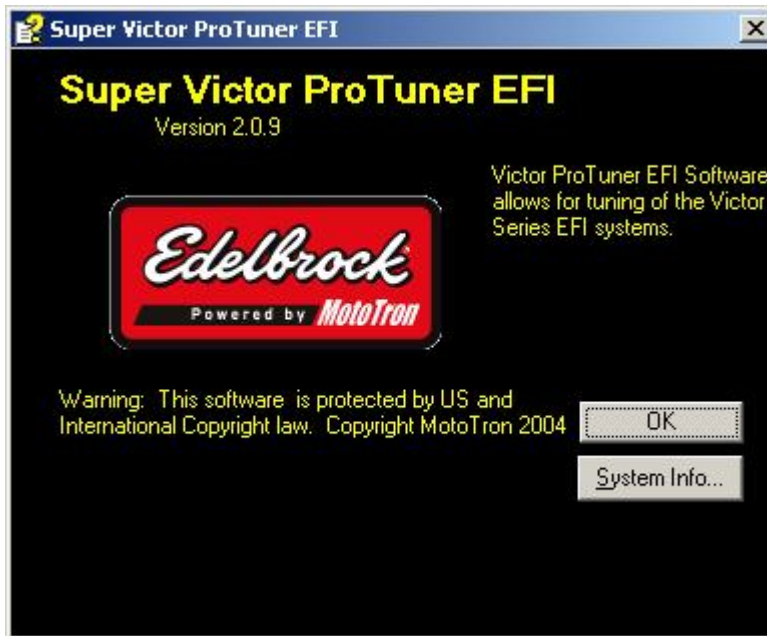 Super Victor ProTuner EFI
Super Victor ProTuner EFI
Version 2.0.9
Victor ProTuner EFI Software
allows for tuning of the Victor
Series EFI systems.
Edelbrock
Powered by MotoTron
Warning: This software is protected by US and
International Copyright law. Copyright MotoTron 2004
OK
System Info...